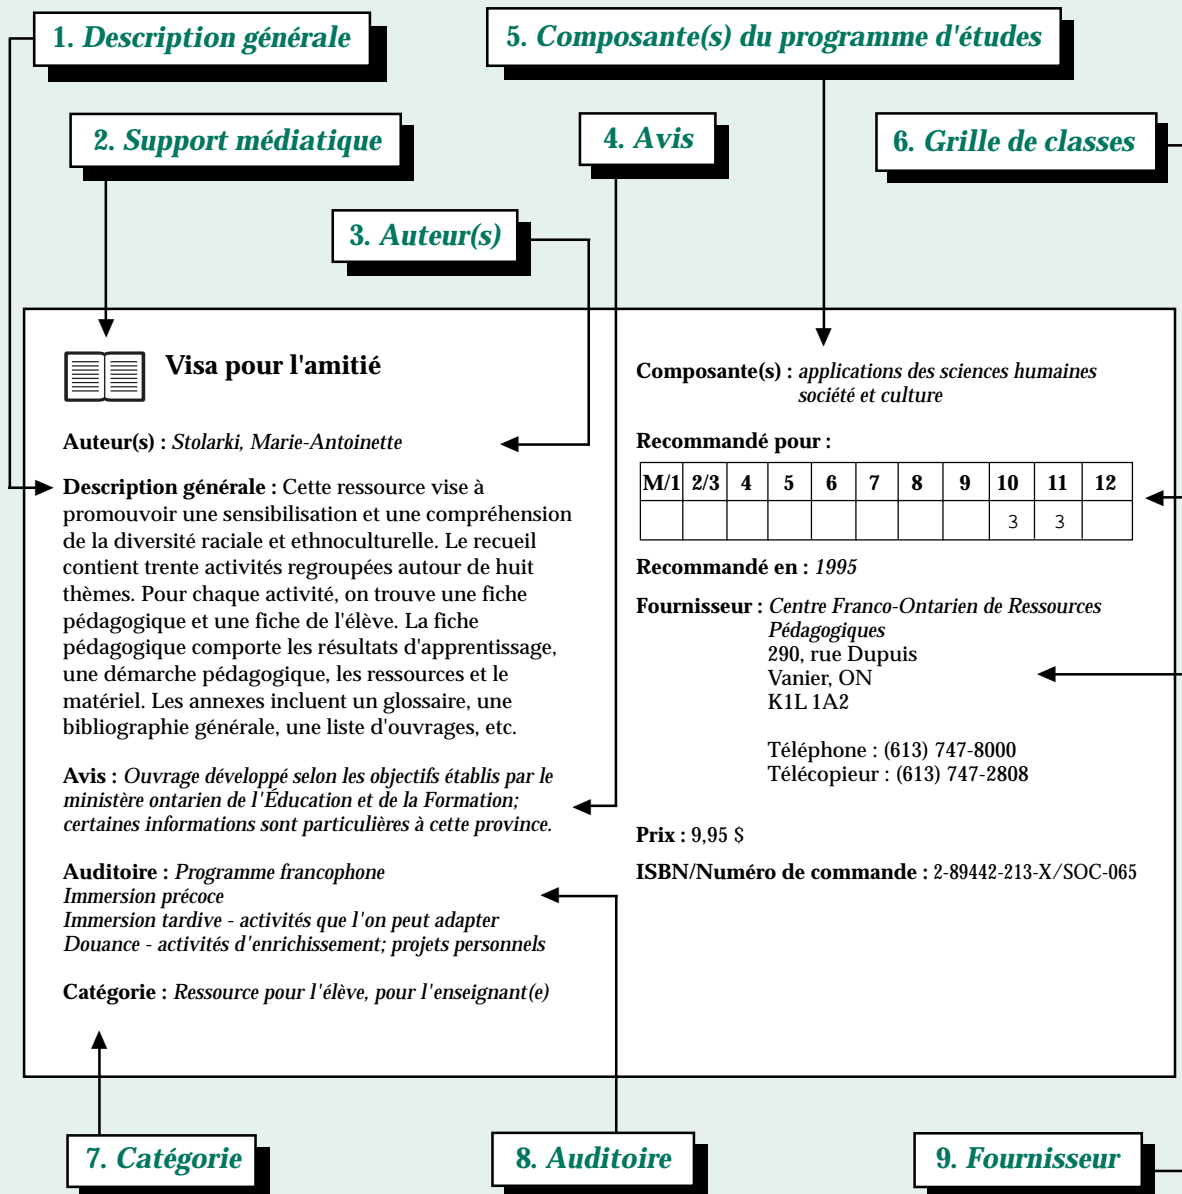 1. Description générale
5. Composante(s) du programme d'études
2. Support médiatique
4. Avis
6. Grille de classes
3. Auteur(s)
Visa pour l'amitié
Auteur(s) : Stolarki, Marie-Antoinette
Description générale : Cette ressource vise à
promouvoir une sensibilisation et une compréhension
de la diversité raciale et ethnoculturelle. Le recueil
contient trente activités regroupées autour de huit
thèmes. Pour chaque activité, on trouve une fiche
pédagogique et une fiche de l'élève. La fiche
pédagogique comporte les résultats d'apprentissage,
une démarche pédagogique, les ressources et le
matériel. Les annexes incluent un glossaire, une
bibliographie générale, une liste d'ouvrages, etc.
Avis : Ouvrage développé selon les objectifs établis par le
ministère ontarien de l'Éducation et de la Formation;
certaines informations sont particulières à cette province.
Auditoire : Programme francophone
Immersion précoce
Immersion tardive - activités que l'on peut adapter
Douance - activités d'enrichissement; projets personnels
Catégorie : Ressource pour l'élève, pour l'enseignant(e)
Composante(s) : applications des sciences humaines
société et culture
Recommandé pour :
M/1 2/3 4 5 6 7 8 9 10 11 12
3 3
Recommandé en : 1995
Fournisseur : Centre Franco-Ontarien de Ressources
Pédagogiques
290, rue Dupuis
Vanier, ON
K1L 1A2
Téléphone : (613) 747-8000
Télécopieur : (613) 747-2808
Prix : 9,95 $
ISBN/Numéro de commande : 2-89442-213-X/SOC-065
7. Catégorie
8. Auditoire
9. Fournisseur